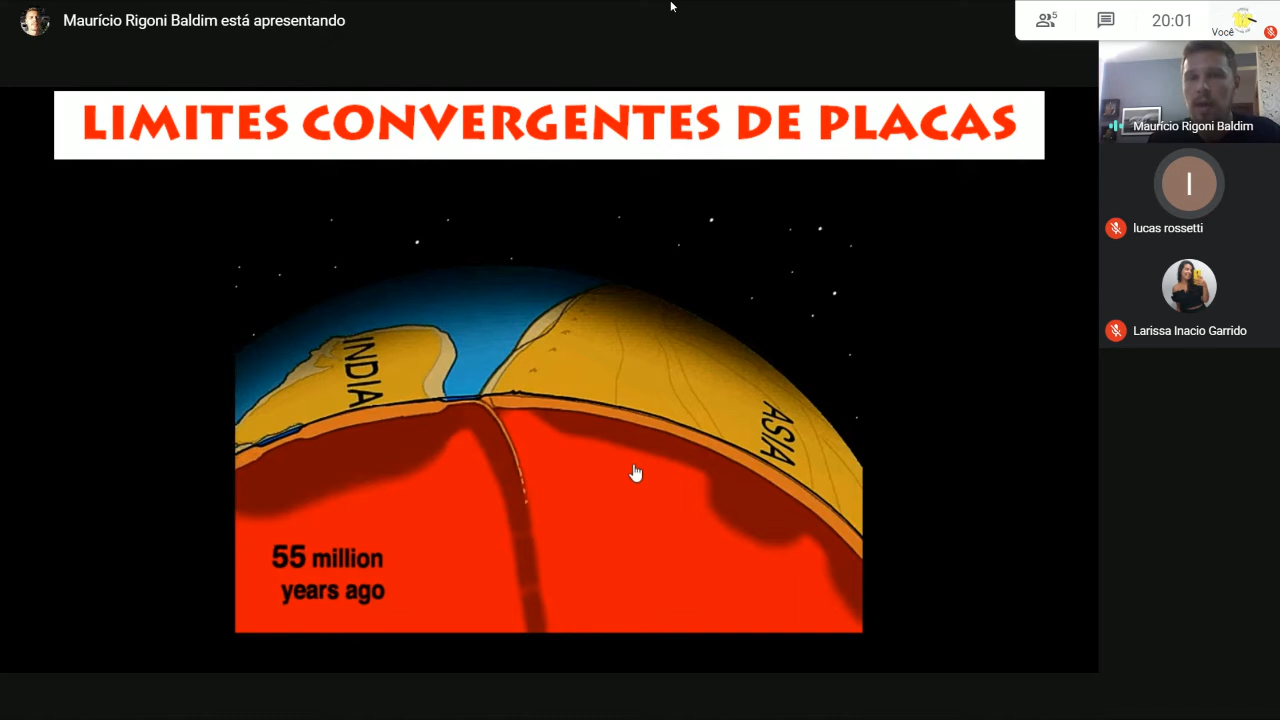 Maurício Rigoni Baldim está apresentando
5
20:01
Você
LIMITES CONVERGENTES DE PLACAS
Maurício Rigoni Baldim
l
lucas rossetti
Larissa Inacio Garrido
INDIA
ASIA
55 million
years ago